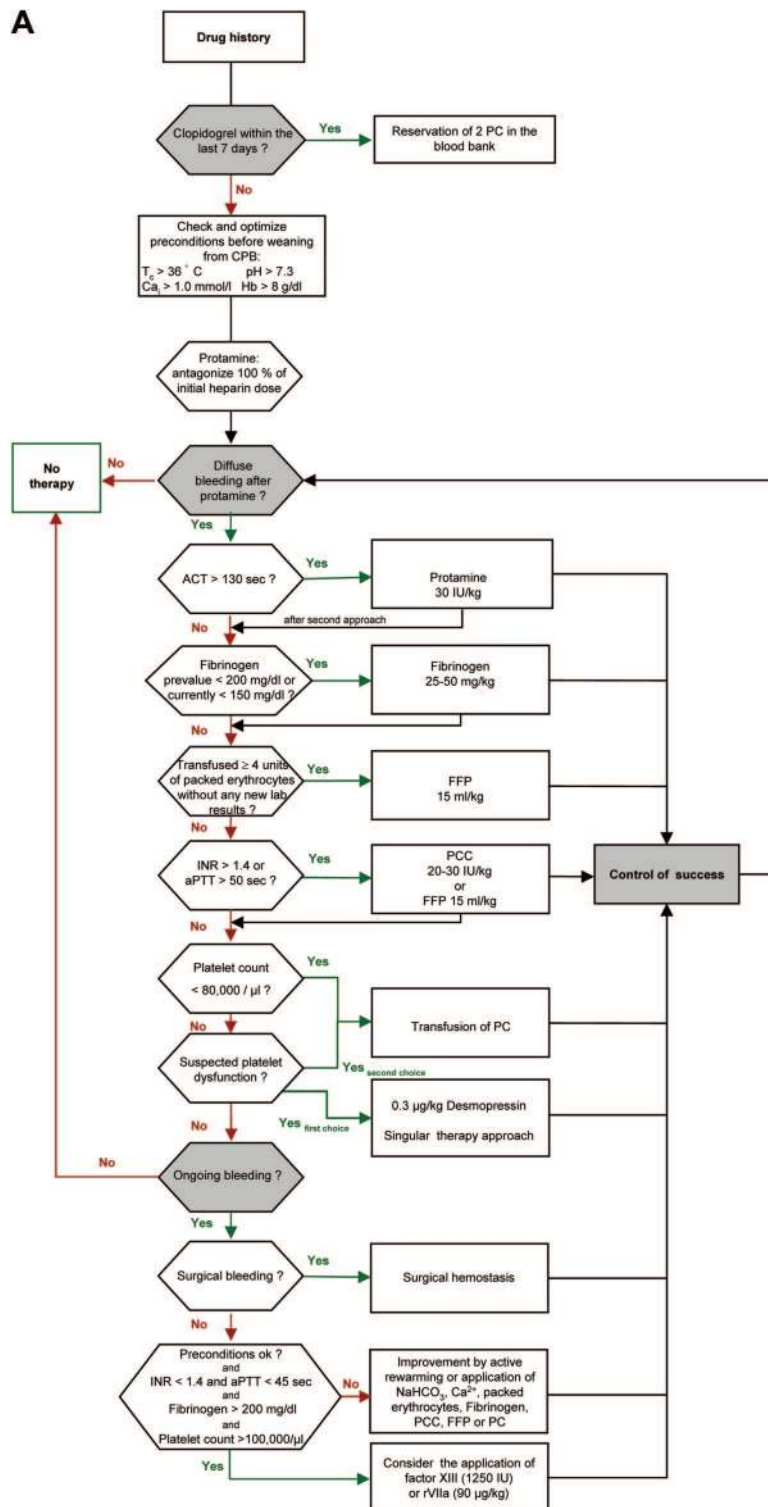 A
Drug history
Clopidogrel within the
last 7 days ?
Yes
Reservation of 2 PC in the
blood bank
No
Check and optimize
preconditions before weaning
from CPB:
Tc > 36 ° C pH > 7.3
Cai > 1.0 mmol/l Hb > 8 g/dl
Protamine:
antagonize 100 % of
initial heparin dose
No
therapy
No
Diffuse
bleeding after
protamine ?
Yes
ACT > 130 sec ?
Yes
Protamine
30 IU/kg
No
after second approach
Fibrinogen
prevalue < 200 mg/dl or
currently < 150 mg/dl ?
Yes
Fibrinogen
25-50 mg/kg
No
Transfused ≥ 4 units
of packed erythrocytes
without any new lab
results ?
Yes
FFP
15 ml/kg
No
INR > 1.4 or
aPTT > 50 sec ?
Yes
PCC
20-30 IU/kg
or
FFP 15 ml/kg
Control of success
No
Platelet count
< 80,000 / µl ?
Yes
Transfusion of PC
No
Suspected platelet
dysfunction ?
Yes second choice
Yes first choice
0.3 µg/kg Desmopressin
Singular therapy approach
No
No
Ongoing bleeding ?
Yes
Surgical bleeding ?
Yes
Surgical hemostasis
No
Preconditions ok ?
and
INR < 1.4 and aPTT < 45 sec
and
Fibrinogen > 200 mg/dl
and
Platelet count >100,000/µl
No
Improvement by active
rewarming or application of
NaHCO3, Ca2+, packed
erythrocytes, Fibrinogen,
PCC, FFP or PC
Yes
Consider the application of
factor XIII (1250 IU)
or rVIIa (90 µg/kg)